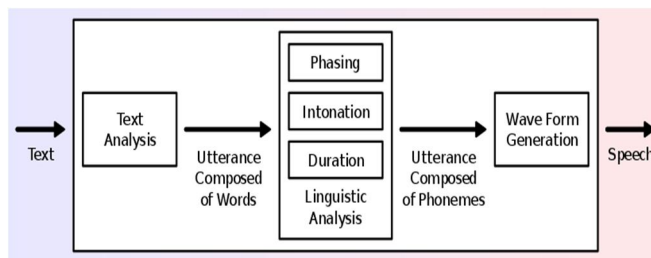 Text
Text
Analysis
Utterance
Composed
of Words
Phasing
Intonation
Duration
Linguistic
Analysis
Utterance
Composed
of Phonemes
Wave Form
Generation
Speech